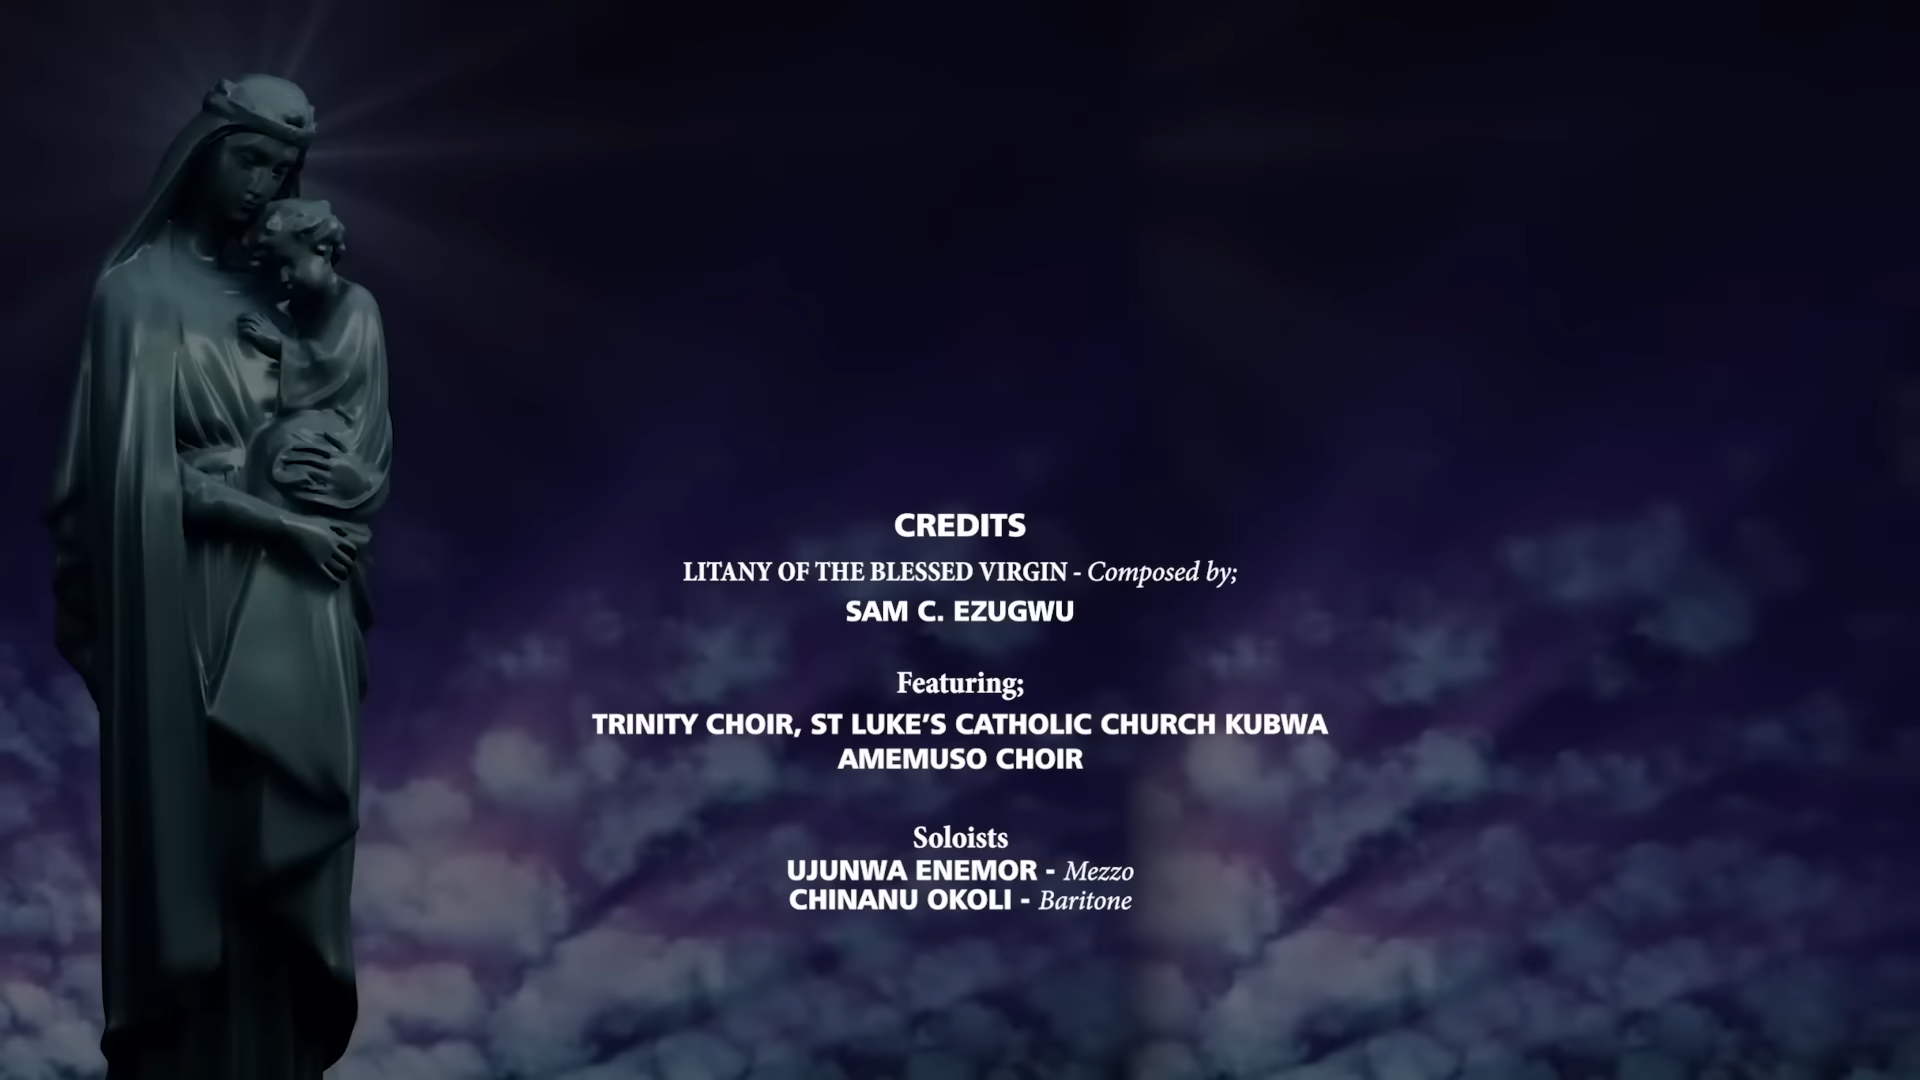 CREDITS
LITANY OF THE BLESSED VIRGIN - Composed by;
SAM C. EZUGWU
Featuring;
TRINITY CHOIR, ST LUKE’S CATHOLIC CHURCH KUBWA
AMEMUSO CHOIR
Soloists
UJUNWA ENEMOR - Mezzo
CHINANU OKOLI - Baritone